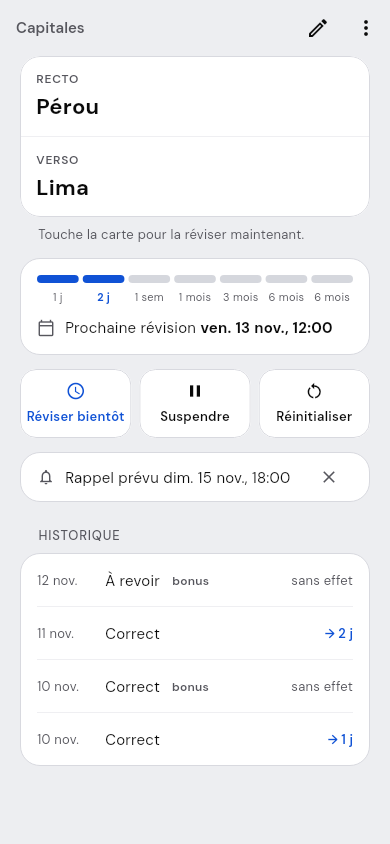 Capitales
RECTO
Pérou
VERSO
Lima
Touche la carte pour la réviser maintenant.
1 j 2 j 1 sem 1 mois 3 mois 6 mois 6 mois
Prochaine révision ven. 13 nov., 12:00
Réviser bientôt Suspendre Réinitialiser
Rappel prévu dim. 15 nov., 18:00
HISTORIQUE
12 nov. À revoir bonus sans effet
11 nov. Correct → 2 j
10 nov. Correct bonus sans effet
10 nov. Correct → 1 j